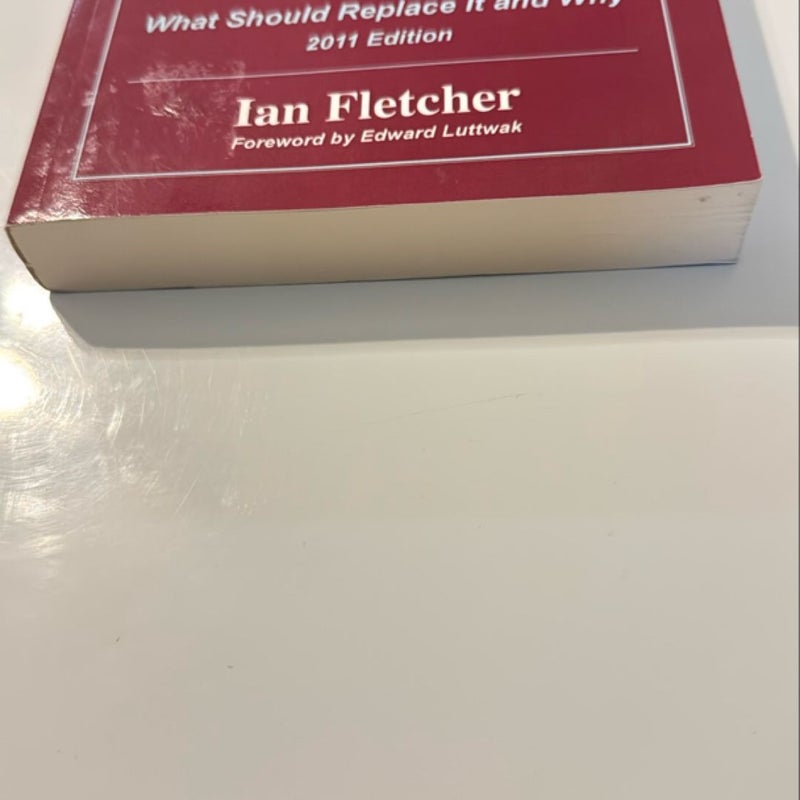 What Should Replace It and Why
2011 Edition
Ian Fletcher
Foreword by Edward Luttwak